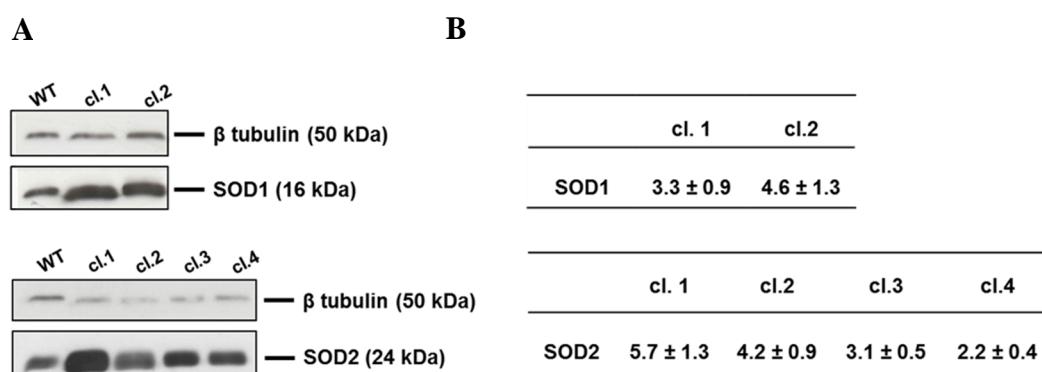 A
B
WT cl.1 cl.2
β tubulin (50 kDa)
SOD1 (16 kDa)
cl. 1 cl.2
SOD1 3.3 ± 0.9 4.6 ± 1.3
WT cl.1 cl.2 cl.3 cl.4
β tubulin (50 kDa)
SOD2 (24 kDa)
cl. 1 cl.2 cl.3 cl.4
SOD2 5.7 ± 1.3 4.2 ± 0.9 3.1 ± 0.5 2.2 ± 0.4